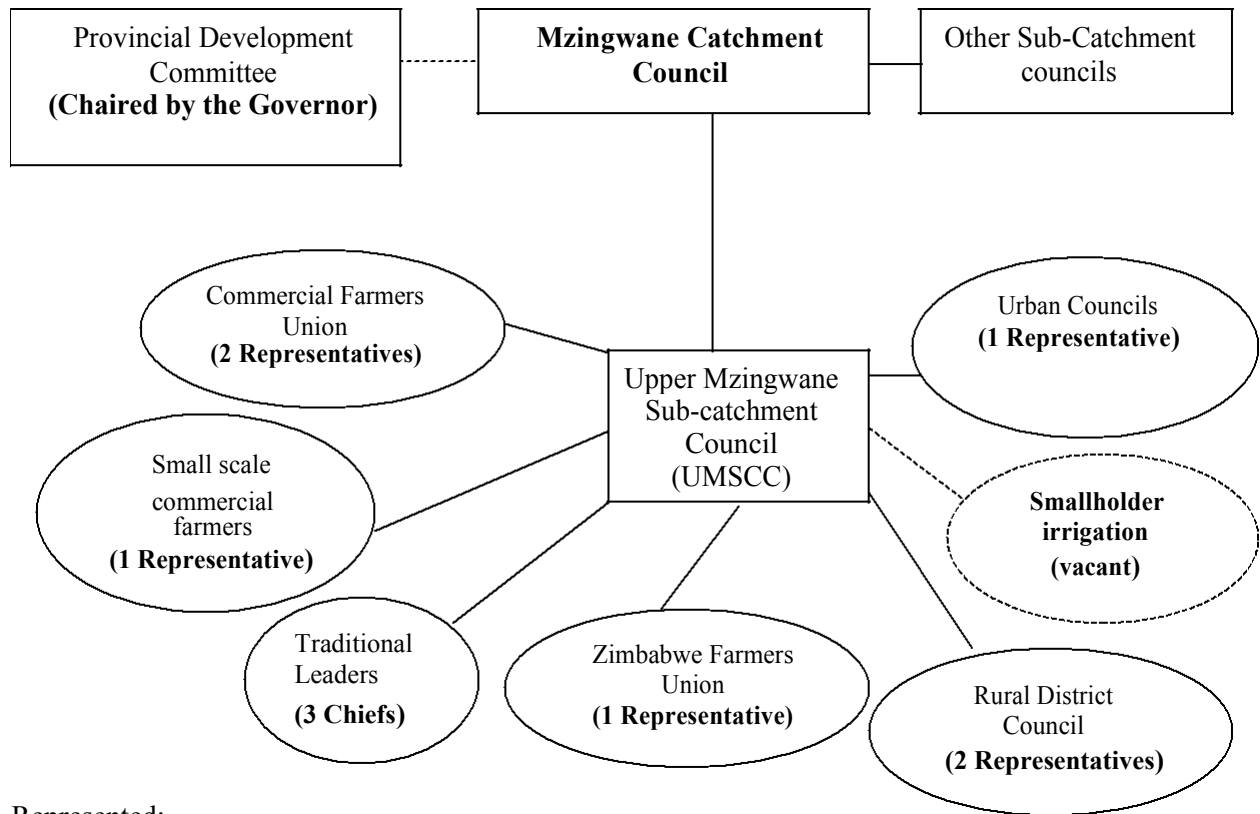 Provincial Development
Committee
(Chaired by the Governor)
Mzingwane Catchment
Council
Other Sub-Catchment
councils
Commercial Farmers
Union
(2 Representatives)
Urban Councils
(1 Representative)
Upper Mzingwane
Sub-catchment
Council
(UMSCC)
Small scale
commercial
farmers
(1 Representative)
Smallholder
irrigation
(vacant)
Traditional
Leaders
(3 Chiefs)
Zimbabwe Farmers
Union
(1 Representative)
Rural District
Council
(2 Representatives)
Represented: